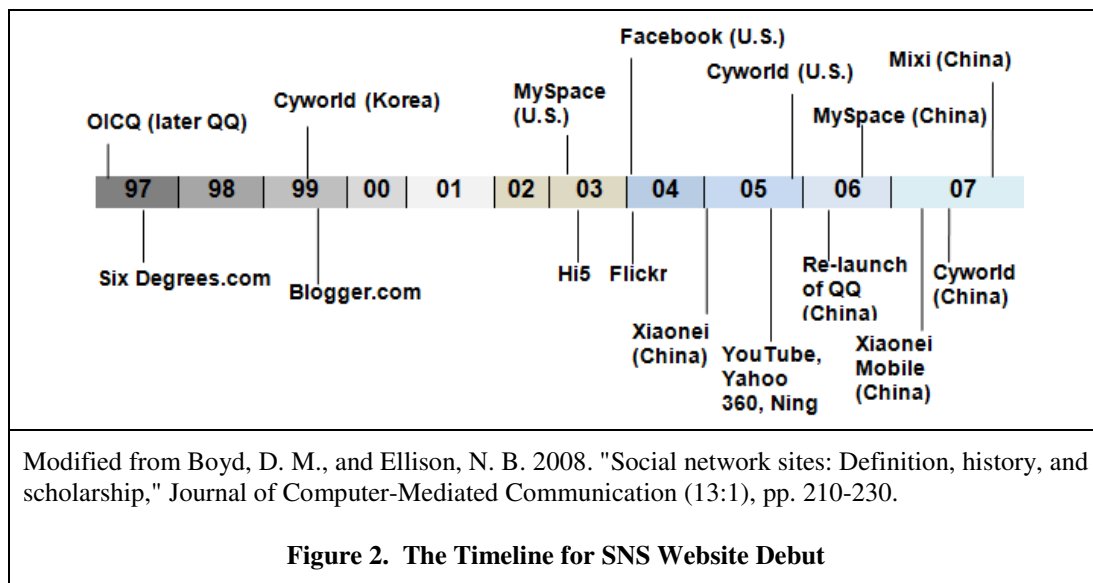 Facebook (U.S.)
Cyworld (U.S.)
Mixi (China)
MySpace
(U.S.)
Cyworld (Korea)
MySpace (China)
OICQ (later QQ)
97 98 99 00 01 02 03 04 05 06 07
Six Degrees.com
Blogger.com
Hi5
Flickr
Re-launch
of QQ
(China)
Cyworld
(China)
Xiaonei
(China)
YouTube,
Yahoo
360, Ning
Xiaonei
Mobile
(China)
Modified from Boyd, D. M., and Ellison, N. B. 2008. "Social network sites: Definition, history, and
scholarship," Journal of Computer-Mediated Communication (13:1), pp. 210-230.
Figure 2. The Timeline for SNS Website Debut